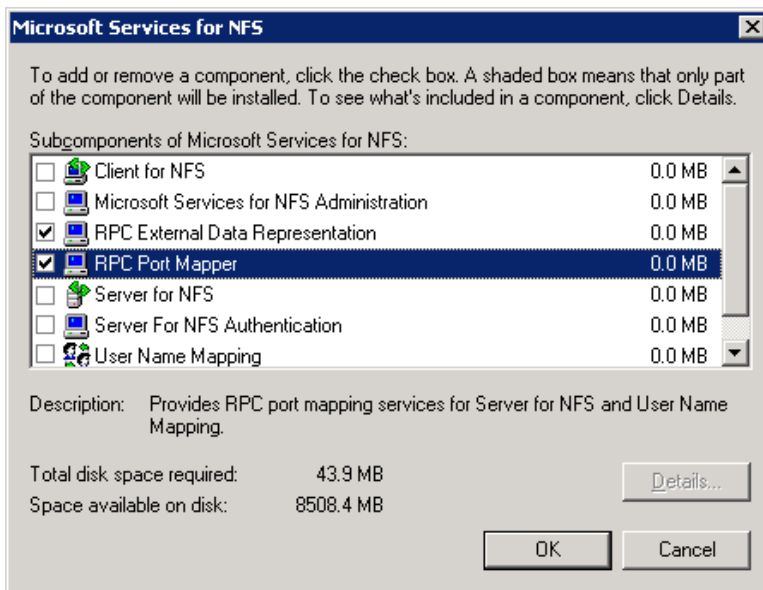 Microsoft Services for NFS
To add or remove a component, click the check box. A shaded box means that only part
of the component will be installed. To see what's included in a component, click Details.
Subcomponents of Microsoft Services for NFS:
Client for NFS 0.0 MB
Microsoft Services for NFS Administration 0.0 MB
RPC External Data Representation 0.0 MB
RPC Port Mapper 0.0 MB
Server for NFS 0.0 MB
Server For NFS Authentication 0.0 MB
User Name Mapping 0.0 MB
Description: Provides RPC port mapping services for Server for NFS and User Name
Mapping.
Total disk space required: 43.9 MB
Space available on disk: 8508.4 MB
Details...
OK Cancel